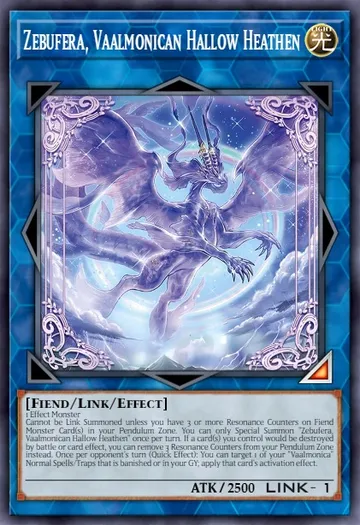 Zebufera, Vaalmonican Hallow Heathen
LIGHT
光
[Fiend/Link/Effect]
1 Effect Monster
Cannot be Link Summoned unless you have 3 or more Resonance Counters on Fiend
Monster Card(s) in your Pendulum Zone. You can only Special Summon "Zebufera,
Vaalmonican Hallow Heathen" once per turn. If a card(s) you control would be destroyed
by battle or card effect, you can remove 3 Resonance Counters from your Pendulum Zone
instead. Once per opponent's turn (Quick Effect): You can target 1 of your "Vaalmonica"
Normal Spells/Traps that is banished or in your GY; apply that card's activation effect.
ATK / 2500 LINK - 1